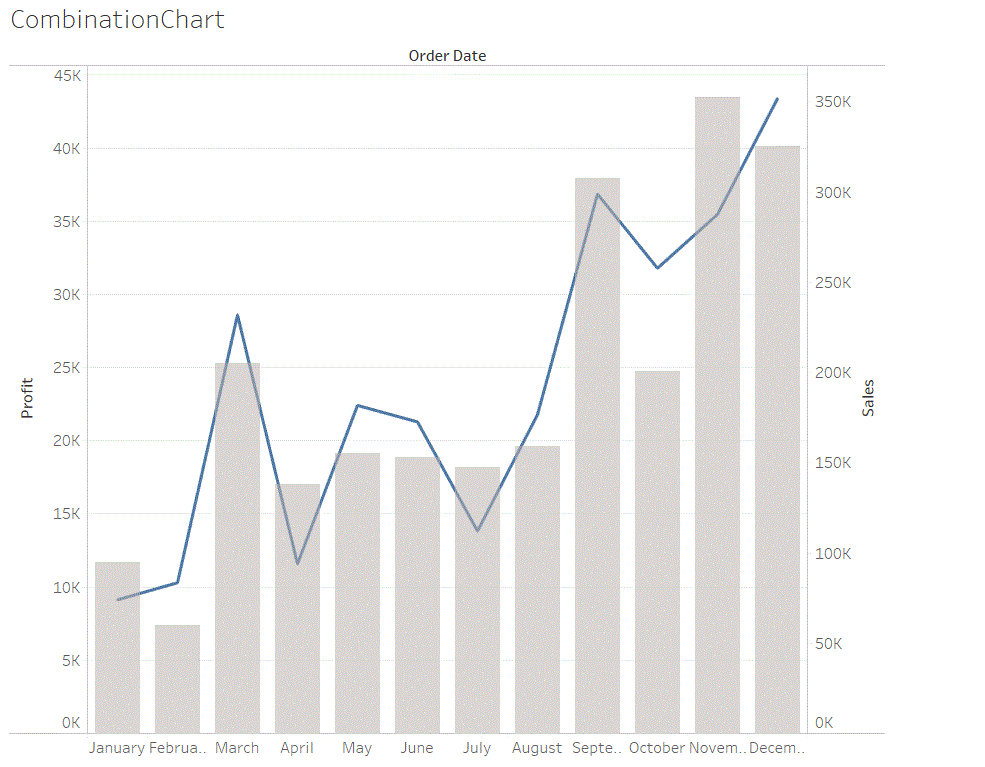 CombinationChart
Order Date
45K
40K
35K
30K
25K
20K
15K
10K
5K
0K
Profit
350K
300K
250K
200K
150K
100K
50K
0K
Sales
January Februa.. March April May June July August Septe.. October Novem.. Decem..